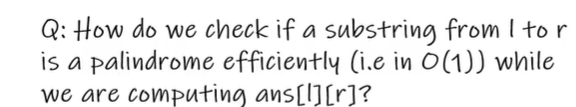 Q: How do we check if a substring from l to r
is a palindrome efficiently (i.e in O(1)) while
we are computing ans[l][r]?